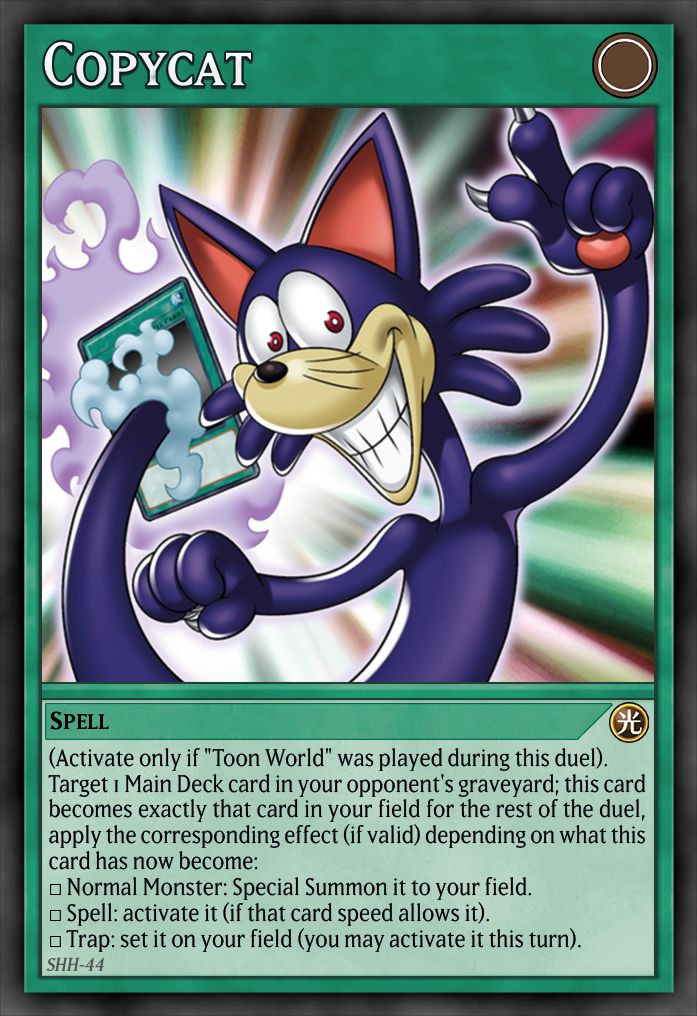 COPYCAT
SPELL
光
(Activate only if "Toon World" was played during this duel).
Target 1 Main Deck card in your opponent's graveyard; this card
becomes exactly that card in your field for the rest of the duel,
apply the corresponding effect (if valid) depending on what this
card has now become:
□ Normal Monster: Special Summon it to your field.
□ Spell: activate it (if that card speed allows it).
□ Trap: set it on your field (you may activate it this turn).
SHH-44